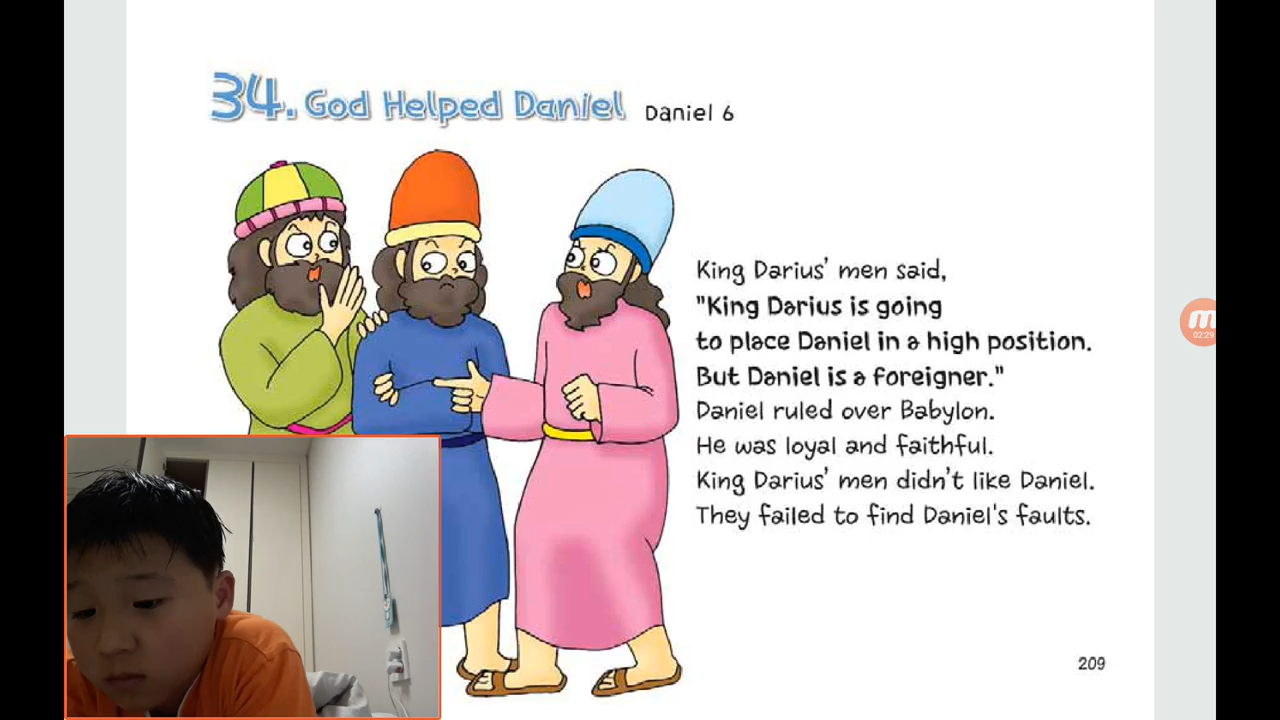 34. God Helped Daniel Daniel 6
King Darius' men said,
"King Darius is going
to place Daniel in a high position.
But Daniel is a foreigner."
Daniel ruled over Babylon.
He was loyal and faithful.
King Darius' men didn't like Daniel.
They failed to find Daniel's faults.
209
02:29